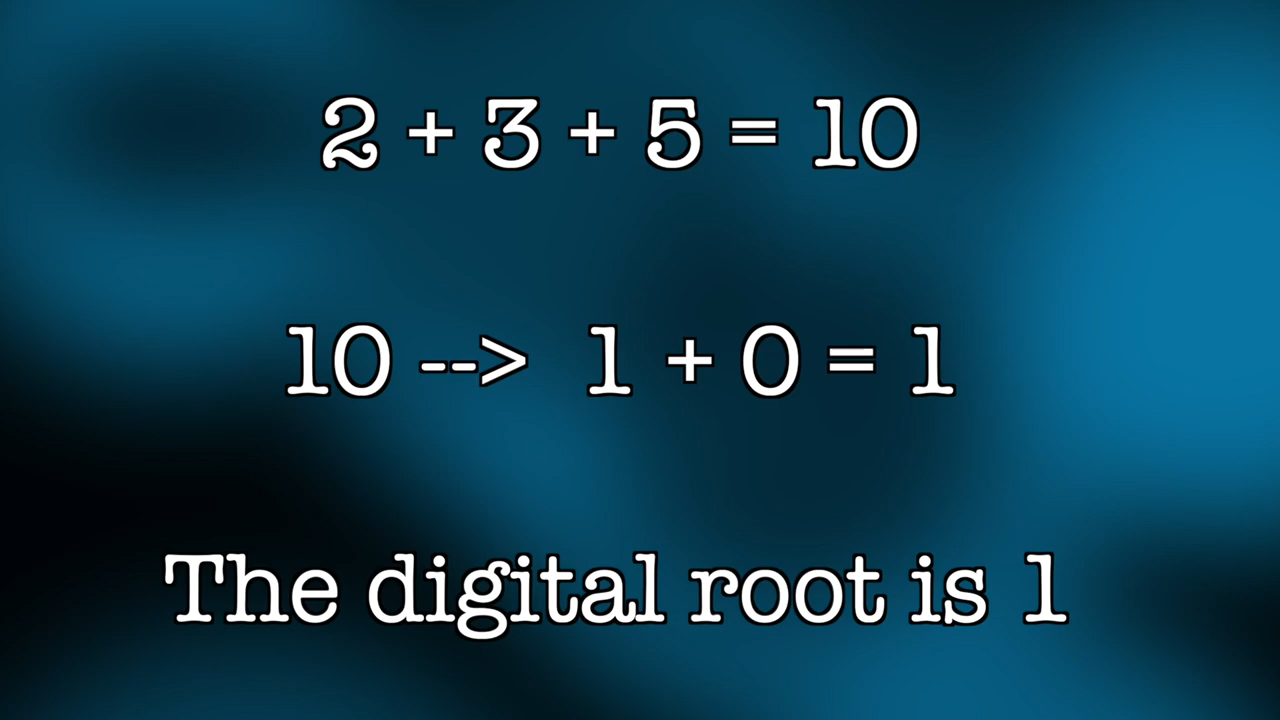 2 + 3 + 5 = 10
10 --> 1 + 0 = 1
The digital root is 1